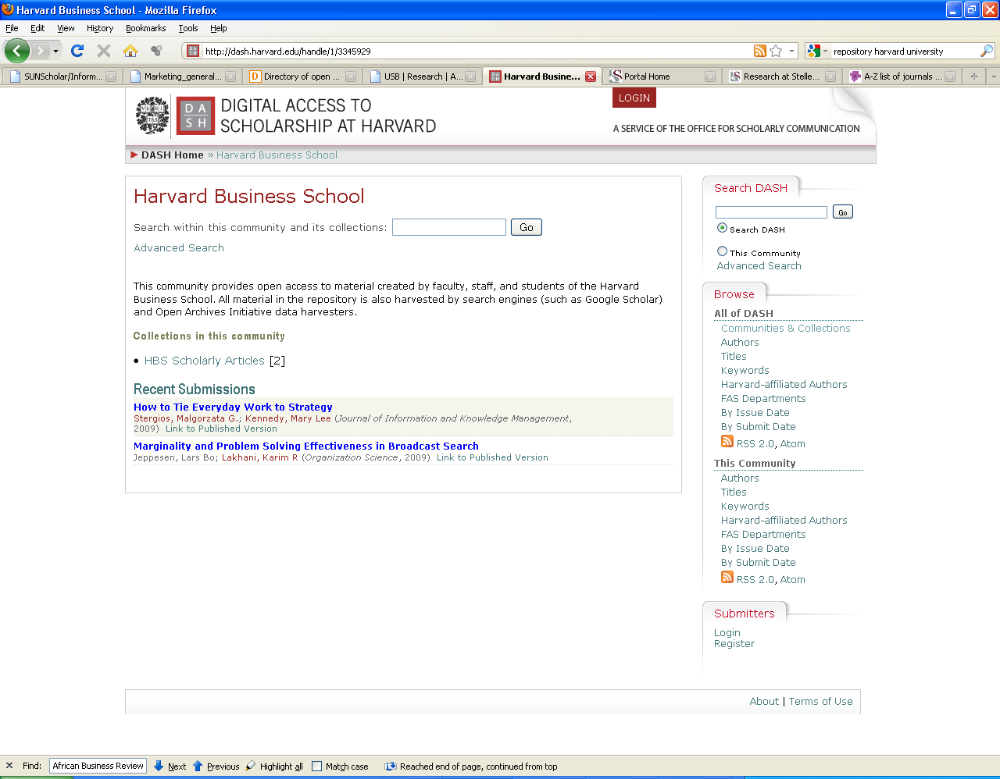 Harvard Business School - Mozilla Firefox
File Edit View History Bookmarks Tools Help
http://dash.harvard.edu/handle/1/3345929
repository harvard university
SUNScholar/Inform...
Marketing_general...
Directory of open ...
USB | Research | A...
Harvard Busine...
Portal Home
Research at Stelle...
A-Z list of journals ...
VE RI TAS
DA
SH
DIGITAL ACCESS TO
SCHOLARSHIP AT HARVARD
LOGIN
A SERVICE OF THE OFFICE FOR SCHOLARLY COMMUNICATION
DASH Home » Harvard Business School
Harvard Business School
Search within this community and its collections: Go
Advanced Search
This community provides open access to material created by faculty, staff, and students of the Harvard
Business School. All material in the repository is also harvested by search engines (such as Google Scholar)
and Open Archives Initiative data harvesters.
Collections in this community
• HBS Scholarly Articles [2]
Recent Submissions
How to Tie Everyday Work to Strategy
Stergios, Malgorzata G.; Kennedy, Mary Lee (Journal of Information and Knowledge Management,
2009) Link to Published Version
Marginality and Problem Solving Effectiveness in Broadcast Search
Jeppesen, Lars Bo; Lakhani, Karim R (Organization Science, 2009) Link to Published Version
Search DASH
Go
Search DASH
This Community
Advanced Search
Browse
All of DASH
Communities & Collections
Authors
Titles
Keywords
Harvard-affiliated Authors
FAS Departments
By Issue Date
By Submit Date
RSS 2.0, Atom
This Community
Authors
Titles
Keywords
Harvard-affiliated Authors
FAS Departments
By Issue Date
By Submit Date
RSS 2.0, Atom
Submitters
Login
Register
About | Terms of Use
Find: African Business Review Next Previous Highlight all Match case Reached end of page, continued from top